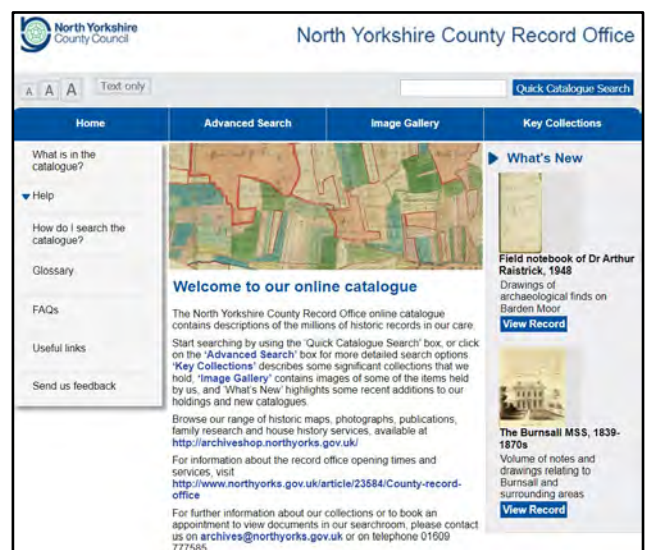 North Yorkshire
County Council
North Yorkshire County Record Office
A A A
Text only
Quick Catalogue Search
Home
Advanced Search
Image Gallery
Key Collections
What is in the
catalogue?
Help
How do I search the
catalogue?
Glossary
FAQs
Useful links
Send us feedback
Welcome to our online catalogue
The North Yorkshire County Record Office online catalogue
contains descriptions of the millions of historic records in our care.
Start searching by using the 'Quick Catalogue Search' box, or click
on the 'Advanced Search' box for more detailed search options
'Key Collections' describes some significant collections that we
hold, 'Image Gallery' contains images of some of the items held
by us, and 'What's New' highlights some recent additions to our
holdings and new catalogues.
Browse our range of historic maps, photographs, publications,
family research and house history services, available at
http://archiveshop.northyorks.gov.uk/
For information about the record office opening times and
services, visit
http://www.northyorks.gov.uk/article/23584/County-record-
office
For further information about our collections or to book an
appointment to view documents in our searchroom, please contact
us on archives@northyorks.gov.uk or on telephone 01609
777585
What's New
Field notebook of Dr Arthur
Raistrick, 1948
Drawings of
archaeological finds on
Barden Moor
View Record
The Burnsall MSS, 1839-
1870s
Volume of notes and
drawings relating to
Burnsall and
surrounding areas
View Record